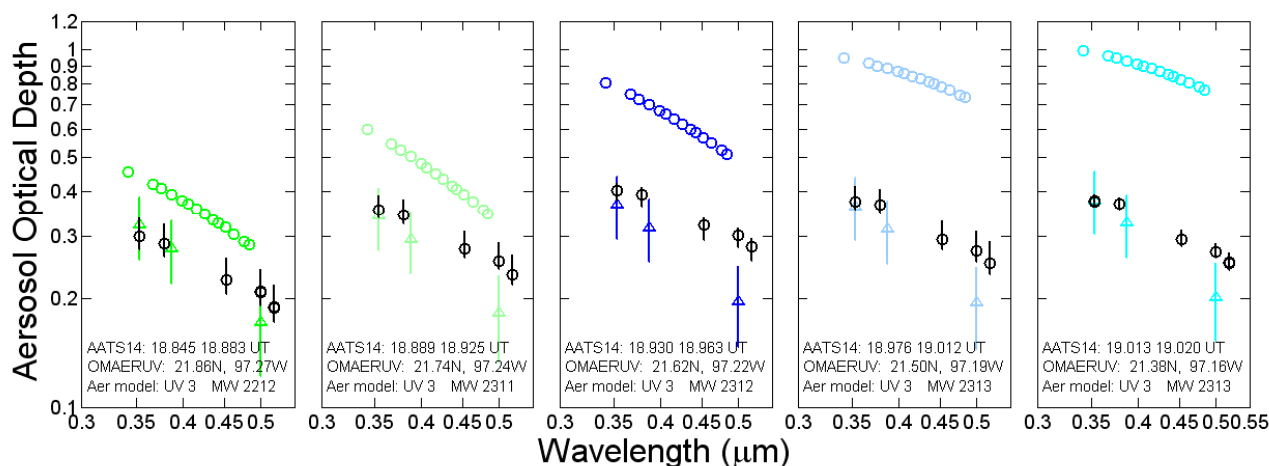 Aersosol Optical Depth
1.2
1
0.9
0.8
0.7
0.6
0.5
0.4
0.3
0.2
0.1
AATS14: 18.845 18.883 UT
OMAERUV: 21.86N, 97.27W
Aer model: UV 3 MW 2212
AATS14: 18.889 18.925 UT
OMAERUV: 21.74N, 97.24W
Aer model: UV 3 MW 2311
AATS14: 18.930 18.963 UT
OMAERUV: 21.62N, 97.22W
Aer model: UV 3 MW 2312
AATS14: 18.976 19.012 UT
OMAERUV: 21.50N, 97.19W
Aer model: UV 3 MW 2313
AATS14: 19.013 19.020 UT
OMAERUV: 21.38N, 97.16W
Aer model: UV 3 MW 2313
0.3 0.35 0.4 0.45 0.5
0.3 0.35 0.4 0.45 0.5
0.3 0.35 0.4 0.45 0.5
0.3 0.35 0.4 0.45 0.5
0.3 0.35 0.4 0.45 0.50 0.55
Wavelength (μm)